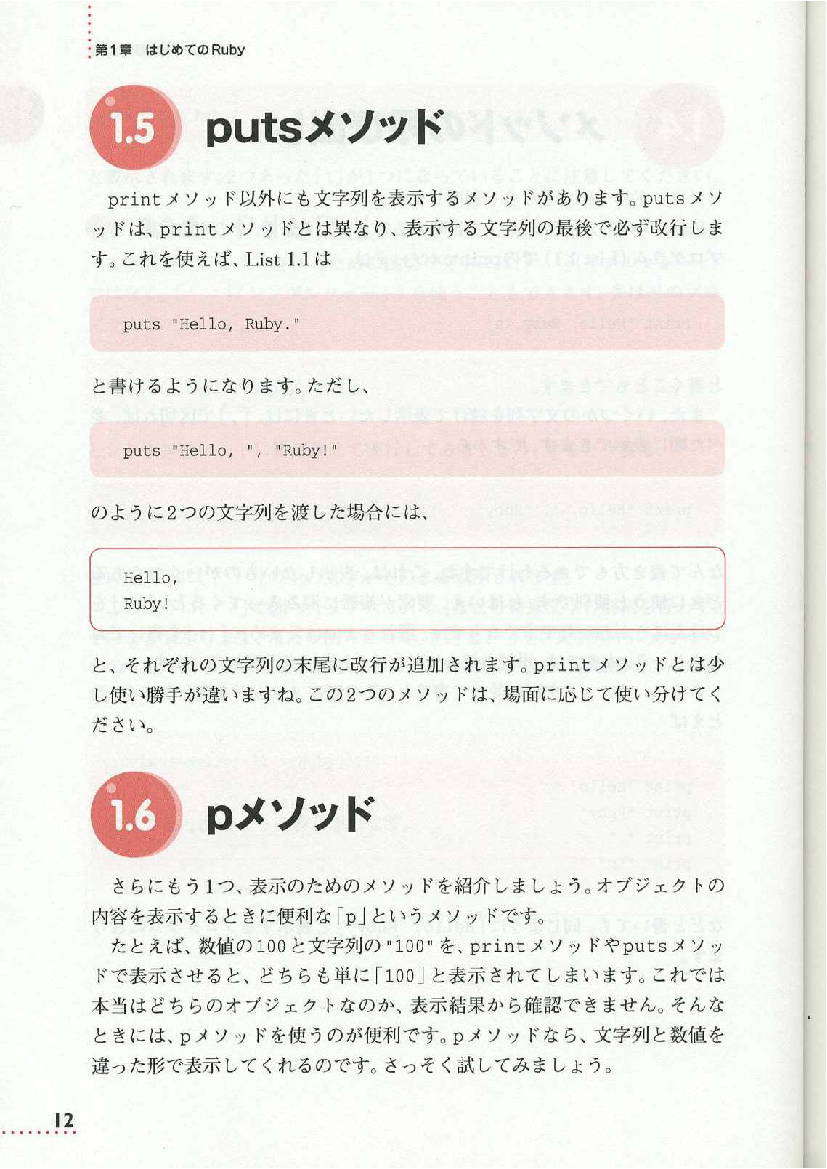 第1章 はじめてのRuby
1.5 putsメソッド
printメソッド以外にも文字列を表示するメソッドがあります。putsメソ
ッドは、printメソッドとは異なり、表示する文字列の最後で必ず改行しま
す。これを使えば、List 1.1は
puts "Hello, Ruby."
と書けるようになります。ただし、
puts "Hello, ", "Ruby!"
のように2つの文字列を渡した場合には、
Hello,
Ruby!
と、それぞれの文字列の末尾に改行が追加されます。printメソッドとは少
し使い勝手が違いますね。この2つのメソッドは、場面に応じて使い分けてく
ださい。
1.6 pメソッド
さらにもう1つ、表示のためのメソッドを紹介しましょう。オブジェクトの
内容を表示するときに便利な「p」というメソッドです。
たとえば、数値の100と文字列の"100"を、printメソッドやputsメソッ
ドで表示させると、どちらも単に「100」と表示されてしまいます。これでは
本当はどちらのオブジェクトなのか、表示結果から確認できません。そんな
ときには、pメソッドを使うのが便利です。pメソッドなら、文字列と数値を
違った形で表示してくれるのです。さっそく試してみましょう。
12